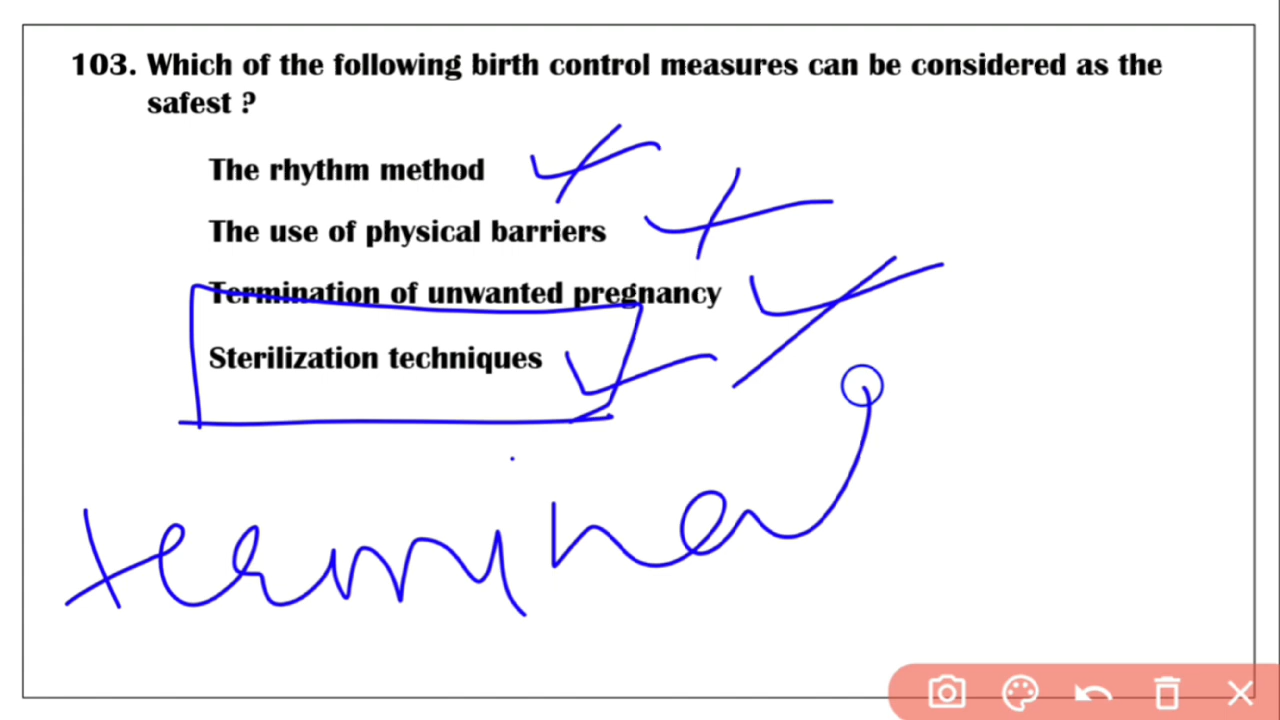 103. Which of the following birth control measures can be considered as the
safest ?
The rhythm method
The use of physical barriers
Termination of unwanted pregnancy
Sterilization techniques